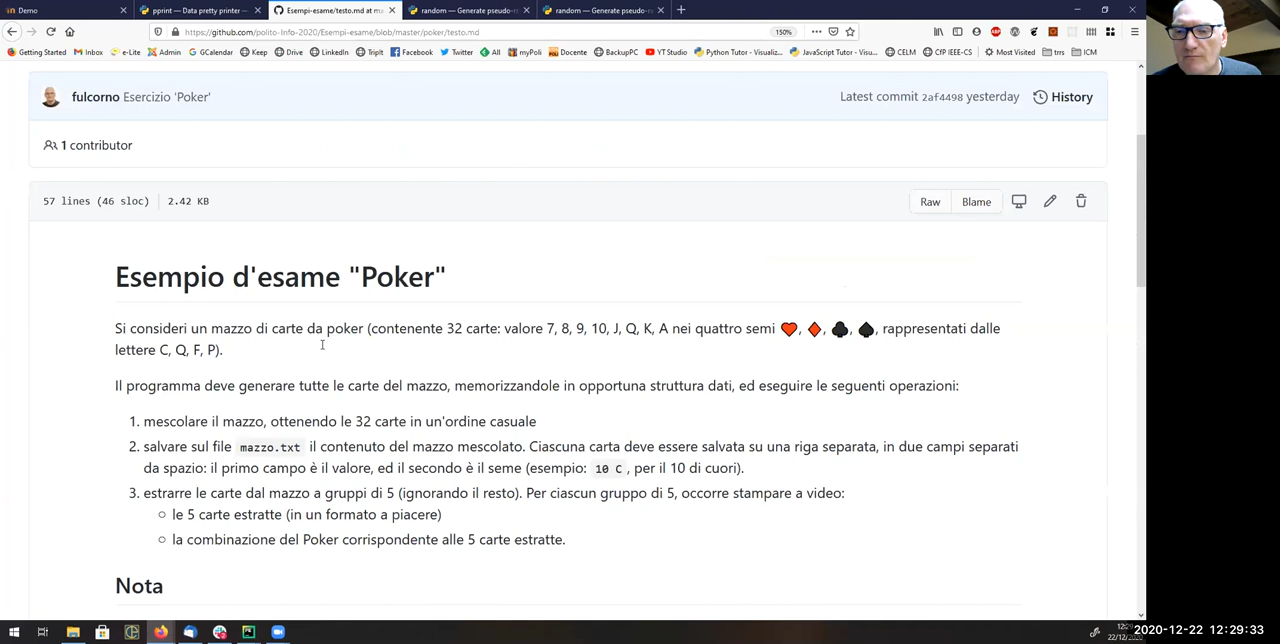 Demo
pprint — Data pretty printer —
Esempi-esame/testo.md at ma
random — Generate pseudo-ra
random — Generate pseudo-ra
https://github.com/polito-Info-2020/Esempi-esame/blob/master/poker/testo.md
150%
Getting Started Inbox e-Lite Admin GCalendar Keep Drive LinkedIn TripIt Facebook Twitter All myPoli Docente BackupPC YT Studio Python Tutor - Visualiz... JavaScript Tutor - Visu... CELM CfP IEEE-CS Most Visited trrs ICM
fulcorno Esercizio 'Poker'
Latest commit 2af4498 yesterday
History
1 contributor
57 lines (46 sloc) 2.42 KB
Raw Blame
Esempio d'esame "Poker"
Si consideri un mazzo di carte da poker (contenente 32 carte: valore 7, 8, 9, 10, J, Q, K, A nei quattro semi ♥, ♦, ♣, ♠, rappresentati dalle
lettere C, Q, F, P).
Il programma deve generare tutte le carte del mazzo, memorizzandole in opportuna struttura dati, ed eseguire le seguenti operazioni:
1. mescolare il mazzo, ottenendo le 32 carte in un'ordine casuale
2. salvare sul file mazzo.txt il contenuto del mazzo mescolato. Ciascuna carta deve essere salvata su una riga separata, in due campi separati
da spazio: il primo campo è il valore, ed il secondo è il seme (esempio: 10 C, per il 10 di cuori).
3. estrarre le carte dal mazzo a gruppi di 5 (ignorando il resto). Per ciascun gruppo di 5, occorre stampare a video:
○ le 5 carte estratte (in un formato a piacere)
○ la combinazione del Poker corrispondente alle 5 carte estratte.
Nota
2020-12-22 12:29:33